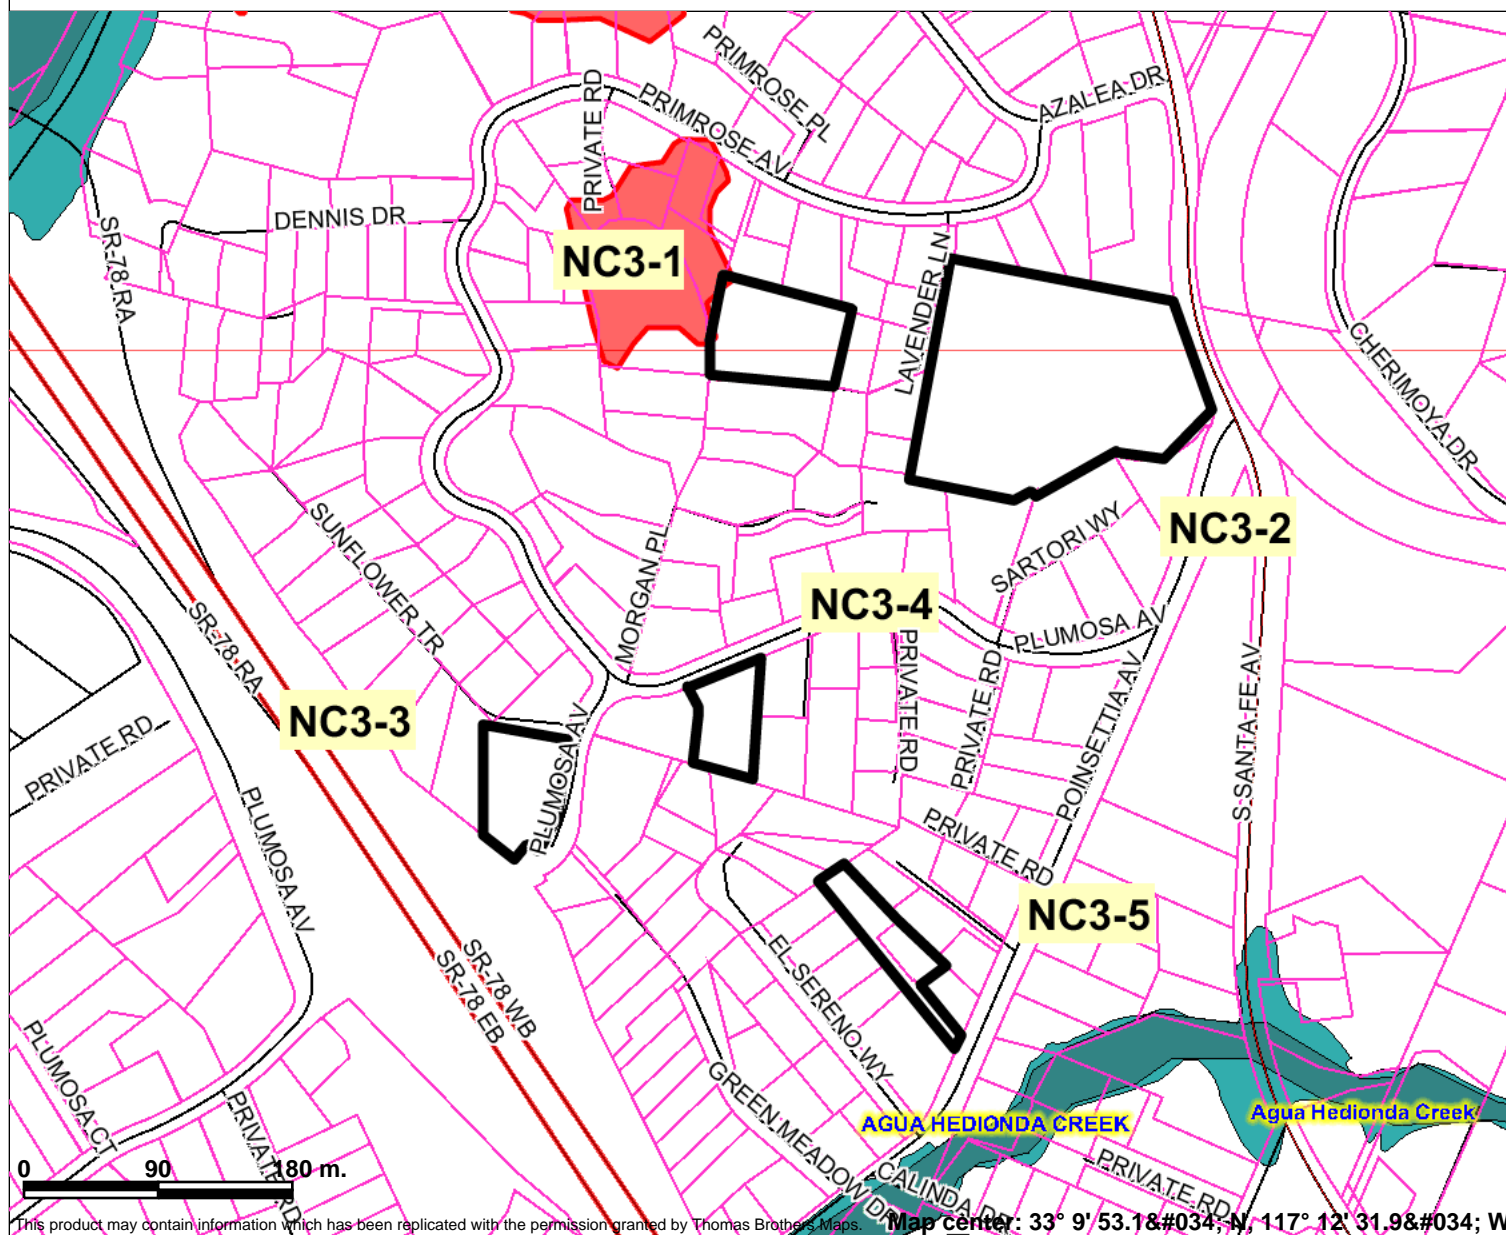 PRIMROSE PL
PRIVATE RD
PRIMROSE AV
AZALEA DR
DENNIS DR
SR-78 RA
NC3-1
LAVENDER LN
CHERIMOYA DR
SUNFLOWER TR
MORGAN PL
SARTORI WY
NC3-2
NC3-4
PLUMOSA AV
SR-78 RA
NC3-3
PRIVATE RD
PRIVATE RD
PRIVATE RD
PLUMOSA AV
POINSETTIA AV
S SANTA FE AV
PLUMOSA AV
PRIVATE RD
NC3-5
SR-78 WB
SR-78 EB
EL SERENO WY
PLUMOSA CT
GREEN MEADOW DR
AGUA HEDIONDA CREEK
Agua Hedionda Creek
PRIVATE RD
CALINDA DR
PRIVATE RD
0 90 180 m.
This product may contain information which has been replicated with the permission granted by Thomas Brothers Maps.
Map center: 33° 9' 53.1&#034; N, 117° 12' 31.9&#034; W